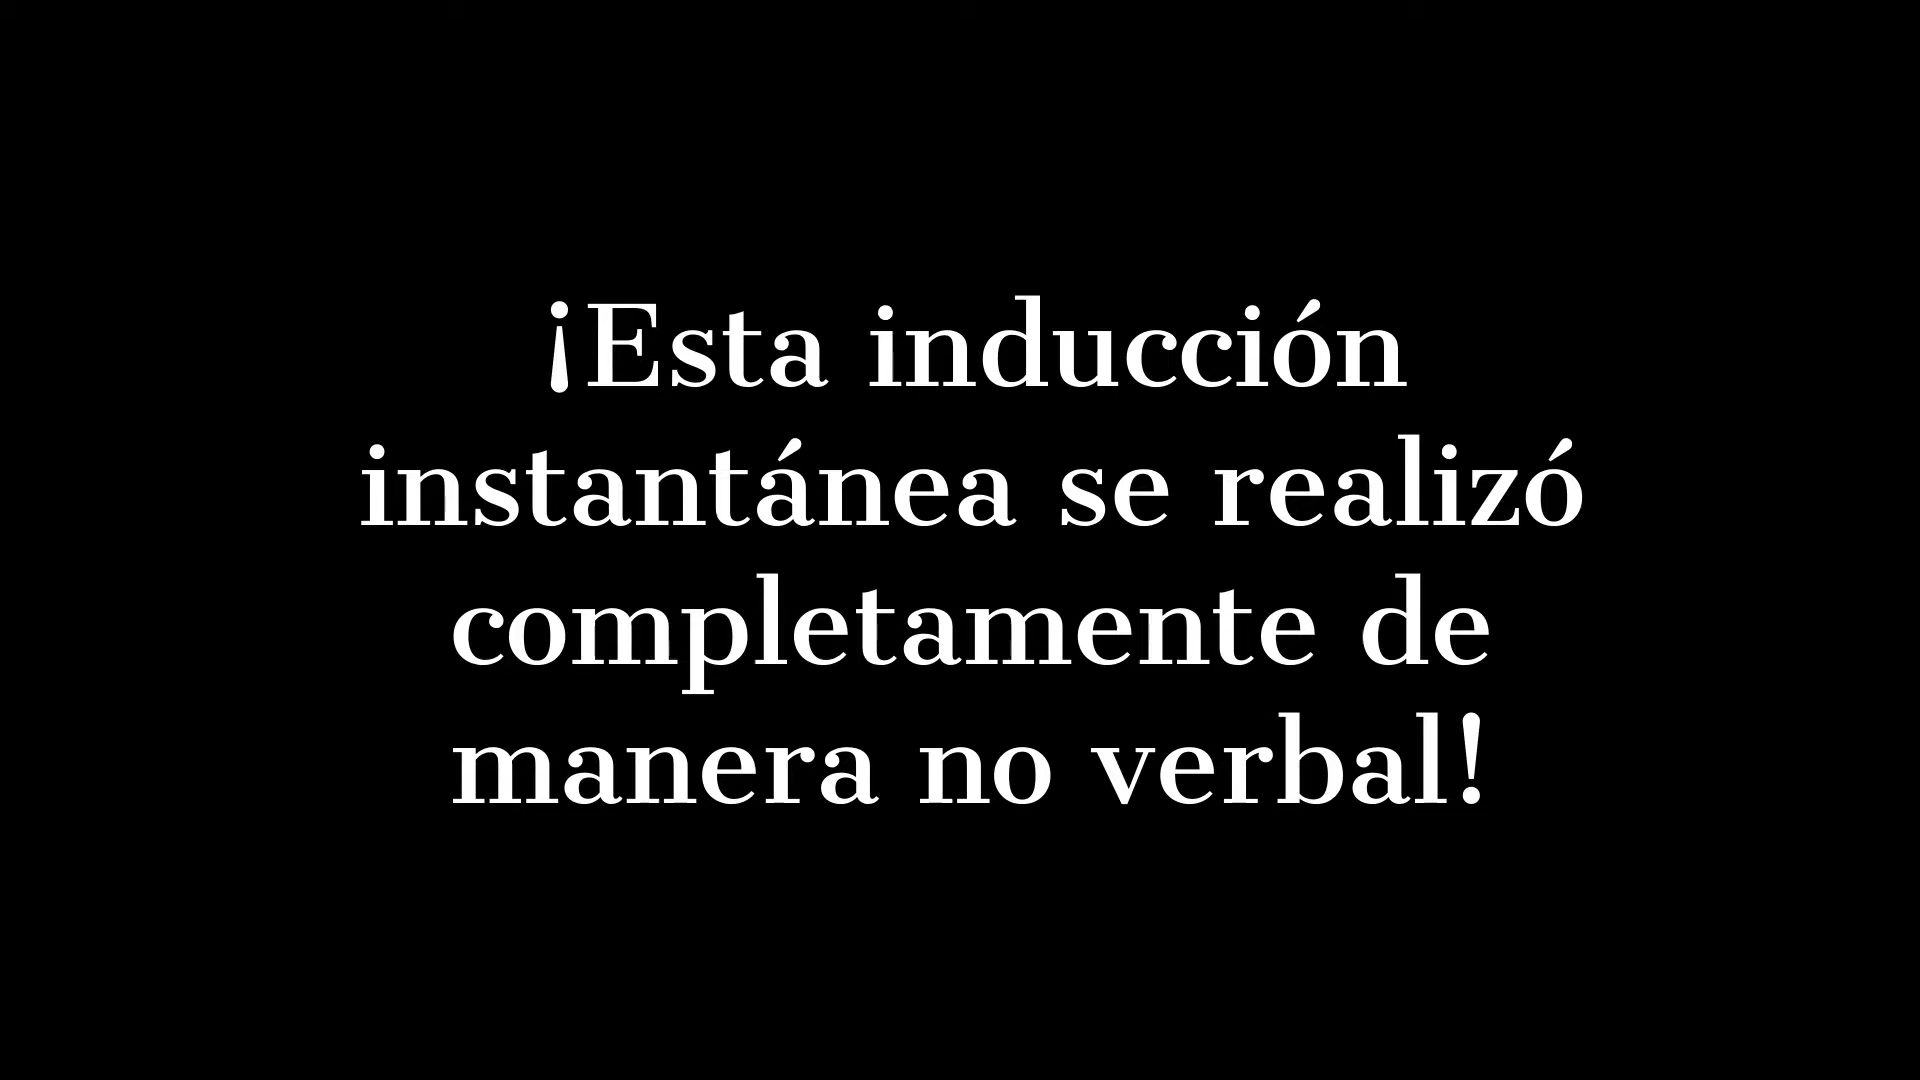 ¡Esta inducción
instantánea se realizó
completamente de
manera no verbal!